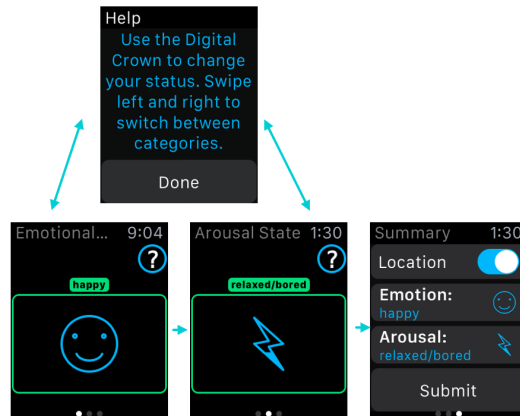 Help
Use the Digital
Crown to change
your status. Swipe
left and right to
switch between
categories.
Done
Emotional... 9:04
?
happy
Arousal State 1:30
?
relaxed/bored
Summary 1:30
Location
Emotion:
happy
Arousal:
relaxed/bored
Submit